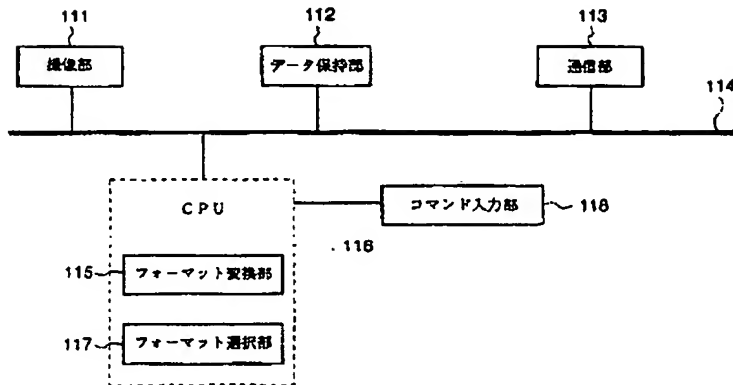 111
112
113
撮像部
データ保持部
通信部
114
CPU
コマンド入力部
118
116
115
フォーマット変換部
117
フォーマット選択部